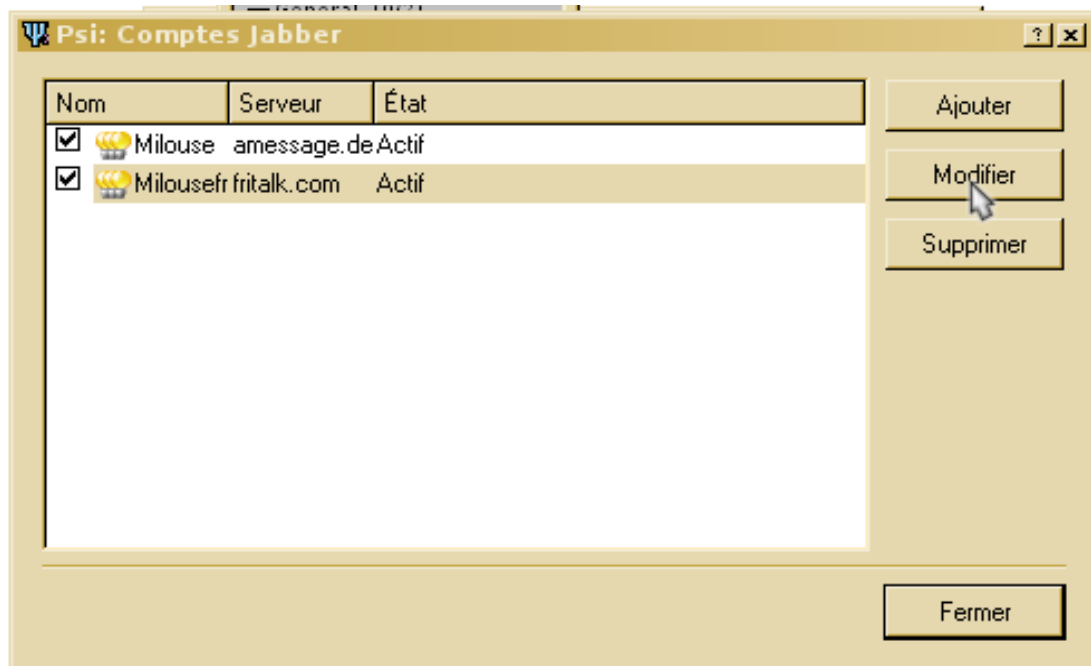 Psi: Comptes Jabber
Nom Serveur État
Milouse amessage.de Actif
Milousefr fritalk.com Actif
Ajouter
Modifier
Supprimer
Fermer